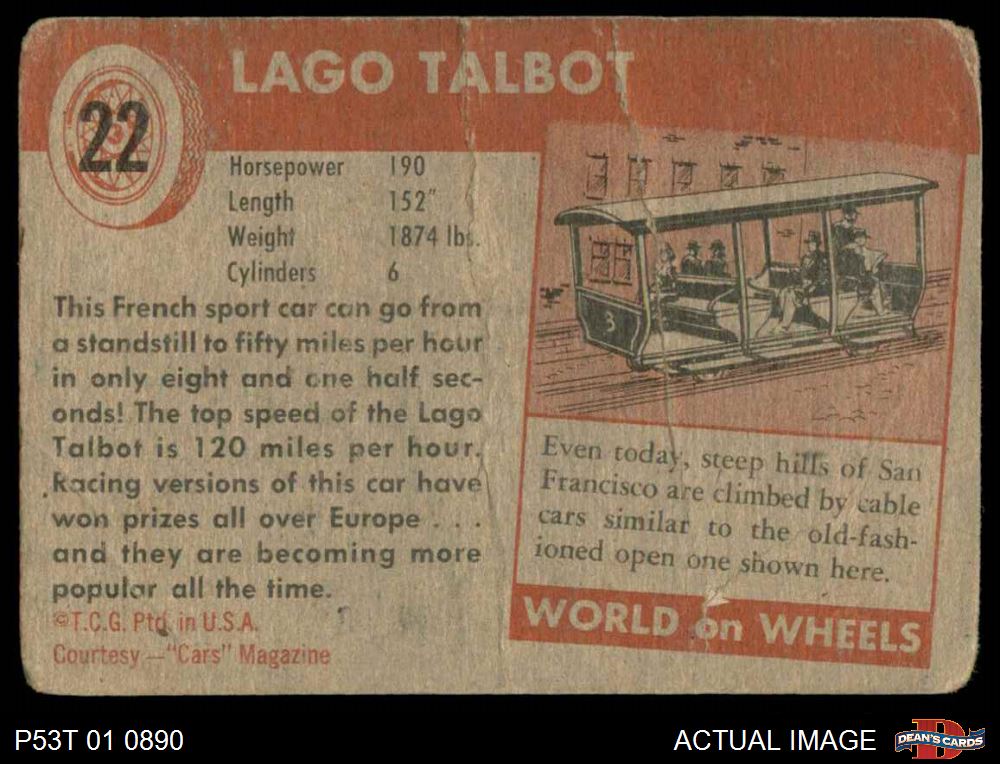 22
LAGO TALBOT
Horsepower 190
Length 152"
Weight 1874 lbs.
Cylinders 6
This French sport car can go from
a standstill to fifty miles per hour
in only eight and one half sec-
onds! The top speed of the Lago
Talbot is 120 miles per hour.
Racing versions of this car have
won prizes all over Europe . . .
and they are becoming more
popular all the time.
©T.C.G. Ptd. in U.S.A.
Courtesy—"Cars" Magazine
3
Even today, steep hills of San
Francisco are climbed by cable
cars similar to the old-fash-
ioned open one shown here.
WORLD on WHEELS
P53T 01 0890
ACTUAL IMAGE
D
DEAN'S CARDS